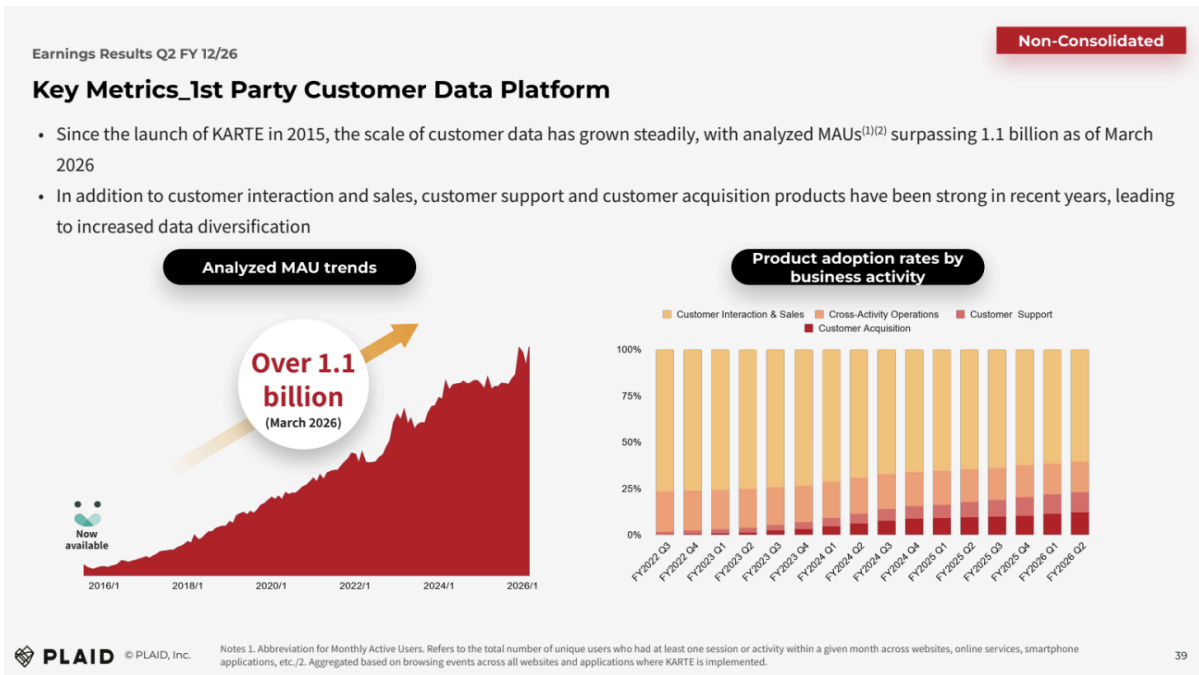 Non-Consolidated
Earnings Results Q2 FY 12/26
Key Metrics_1st Party Customer Data Platform
• Since the launch of KARTE in 2015, the scale of customer data has grown steadily, with analyzed MAUs(1)(2) surpassing 1.1 billion as of March
2026
• In addition to customer interaction and sales, customer support and customer acquisition products have been strong in recent years, leading
to increased data diversification
Analyzed MAU trends
Over 1.1
billion
(March 2026)
Now
available
2016/1 2018/1 2020/1 2022/1 2024/1 2026/1
Product adoption rates by
business activity
Customer Interaction & Sales Cross-Activity Operations Customer Support
Customer Acquisition
100%
75%
50%
25%
0%
FY2022 Q3 FY2022 Q4 FY2023 Q1 FY2023 Q2 FY2023 Q3 FY2023 Q4 FY2024 Q1 FY2024 Q2 FY2024 Q3 FY2024 Q4 FY2025 Q1 FY2025 Q2 FY2025 Q3 FY2025 Q4 FY2026 Q1 FY2026 Q2
PLAID © PLAID, Inc.
Notes 1. Abbreviation for Monthly Active Users. Refers to the total number of unique users who had at least one session or activity within a given month across websites, online services, smartphone
applications, etc./2. Aggregated based on browsing events across all websites and applications where KARTE is implemented.
39